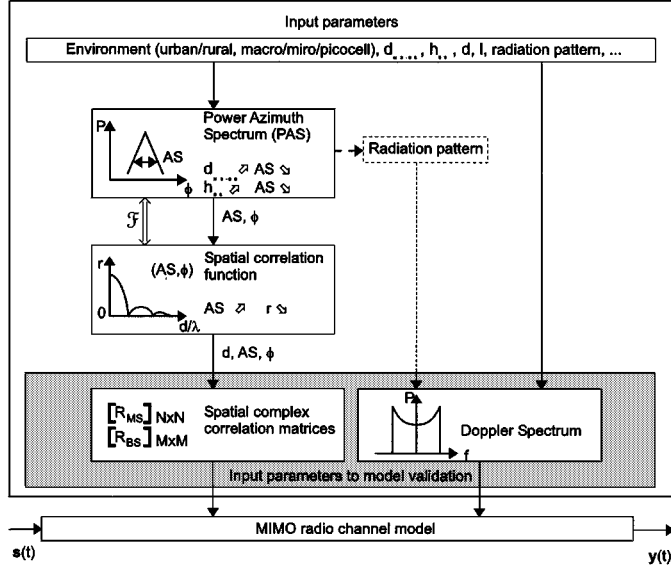 Input parameters
Environment (urban/rural, macro/miro/picocell), d, h, d, l, radiation pattern, ...
Power Azimuth
Spectrum (PAS)
P
AS
ϕ
d ⬀ AS ⬂
h ⬀ AS ⬂
Radiation pattern
ℱ
AS, ϕ
r
(AS,ϕ)
Spatial correlation
function
AS ⬀ r ⬂
0
d/λ
d, AS, ϕ
[R_MS] NxN
[R_BS] MxM
Spatial complex
correlation matrices
P
f
Doppler Spectrum
Input parameters to model validation
MIMO radio channel model
s(t)
y(t)